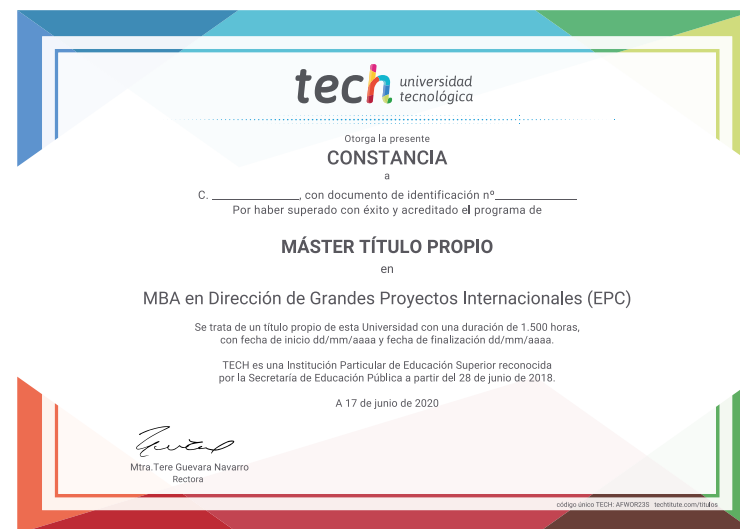 tech universidad
tecnológica
Otorga la presente
CONSTANCIA
a
C. ______________, con documento de identificación nº_____________
Por haber superado con éxito y acreditado el programa de
MÁSTER TÍTULO PROPIO
en
MBA en Dirección de Grandes Proyectos Internacionales (EPC)
Se trata de un título propio de esta Universidad con una duración de 1.500 horas,
con fecha de inicio dd/mm/aaaa y fecha de finalización dd/mm/aaaa.
TECH es una Institución Particular de Educación Superior reconocida
por la Secretaría de Educación Pública a partir del 28 de junio de 2018.
A 17 de junio de 2020
Mtra.Tere Guevara Navarro
Rectora
código único TECH: AFWOR23S techtitute.com/titulos